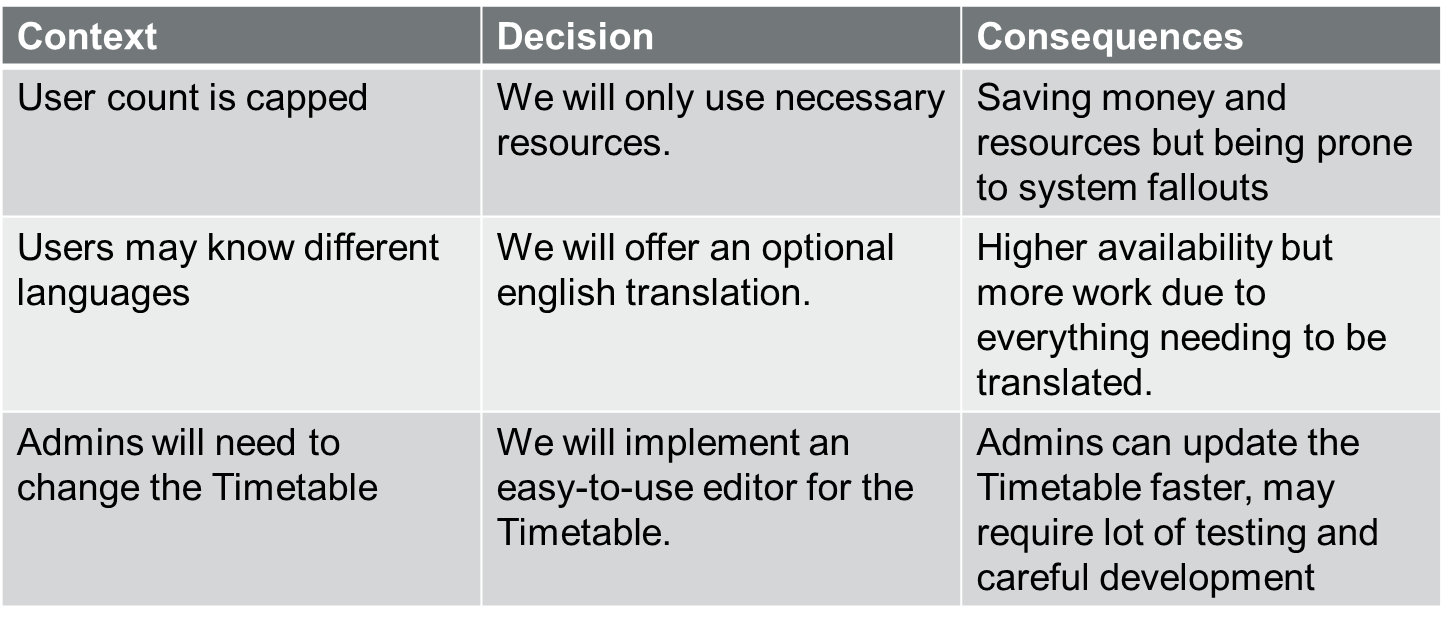 Context
Decision
Consequences
User count is capped
We will only use necessary
resources.
Saving money and
resources but being prone
to system fallouts
Users may know different
languages
We will offer an optional
english translation.
Higher availability but
more work due to
everything needing to be
translated.
Admins will need to
change the Timetable
We will implement an
easy-to-use editor for the
Timetable.
Admins can update the
Timetable faster, may
require lot of testing and
careful development